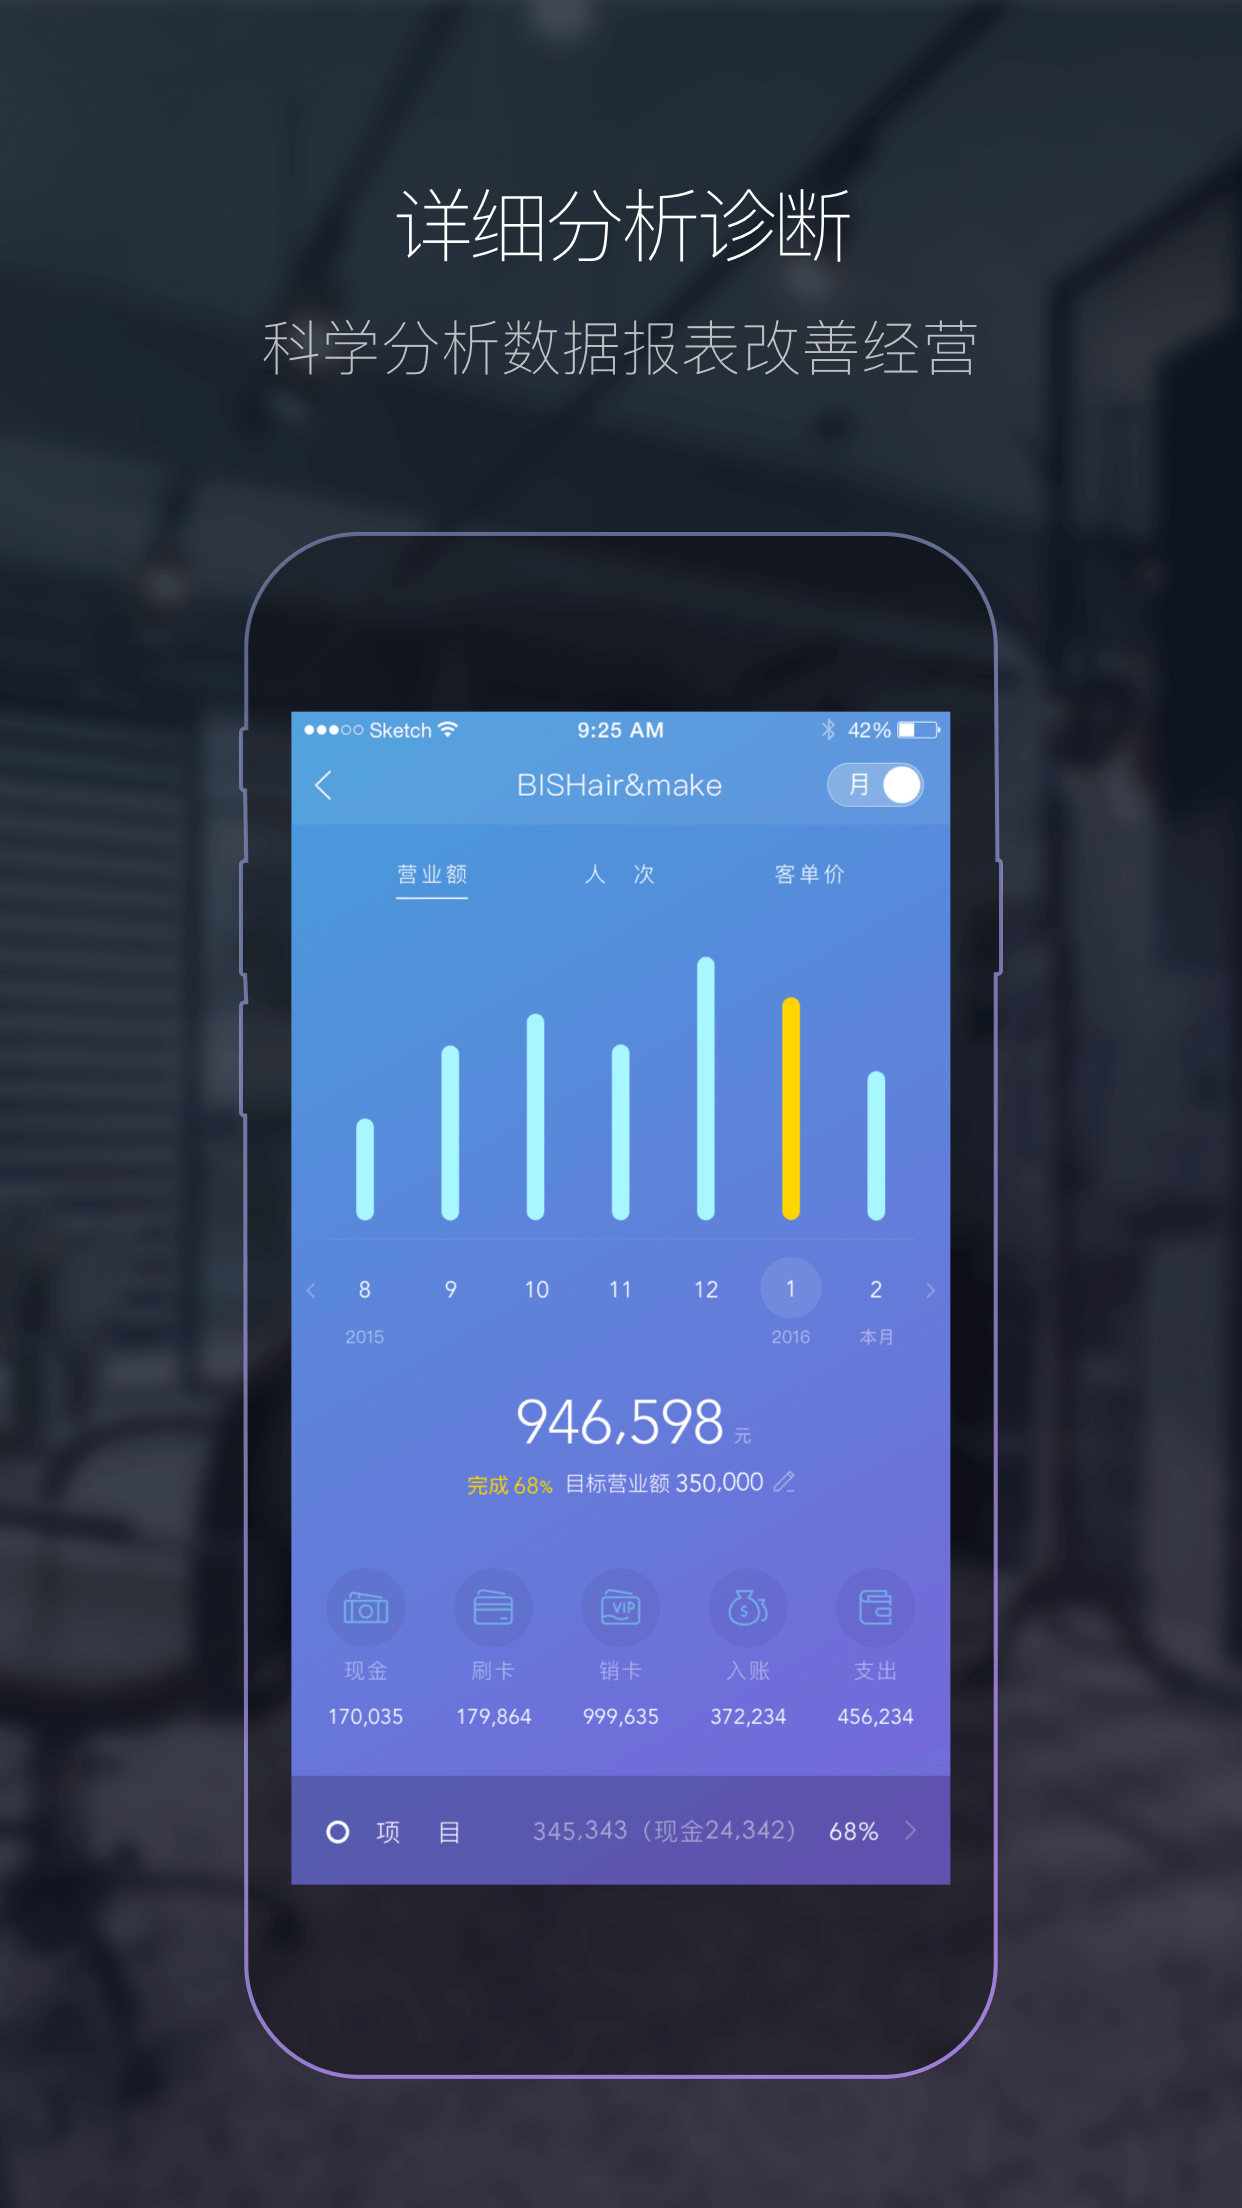 详细分析诊断
科学分析数据报表改善经营
Sketch 9:25 AM 42%
BISHair&make 月
营业额 人 次 客单价
8 9 10 11 12 1 2
2015 2016 本月
946,598 元
完成 68% 目标营业额 350,000
VIP $
现金 刷卡 销卡 入账 支出
170,035 179,864 999,635 372,234 456,234
项 目 345,343（现金24,342） 68%